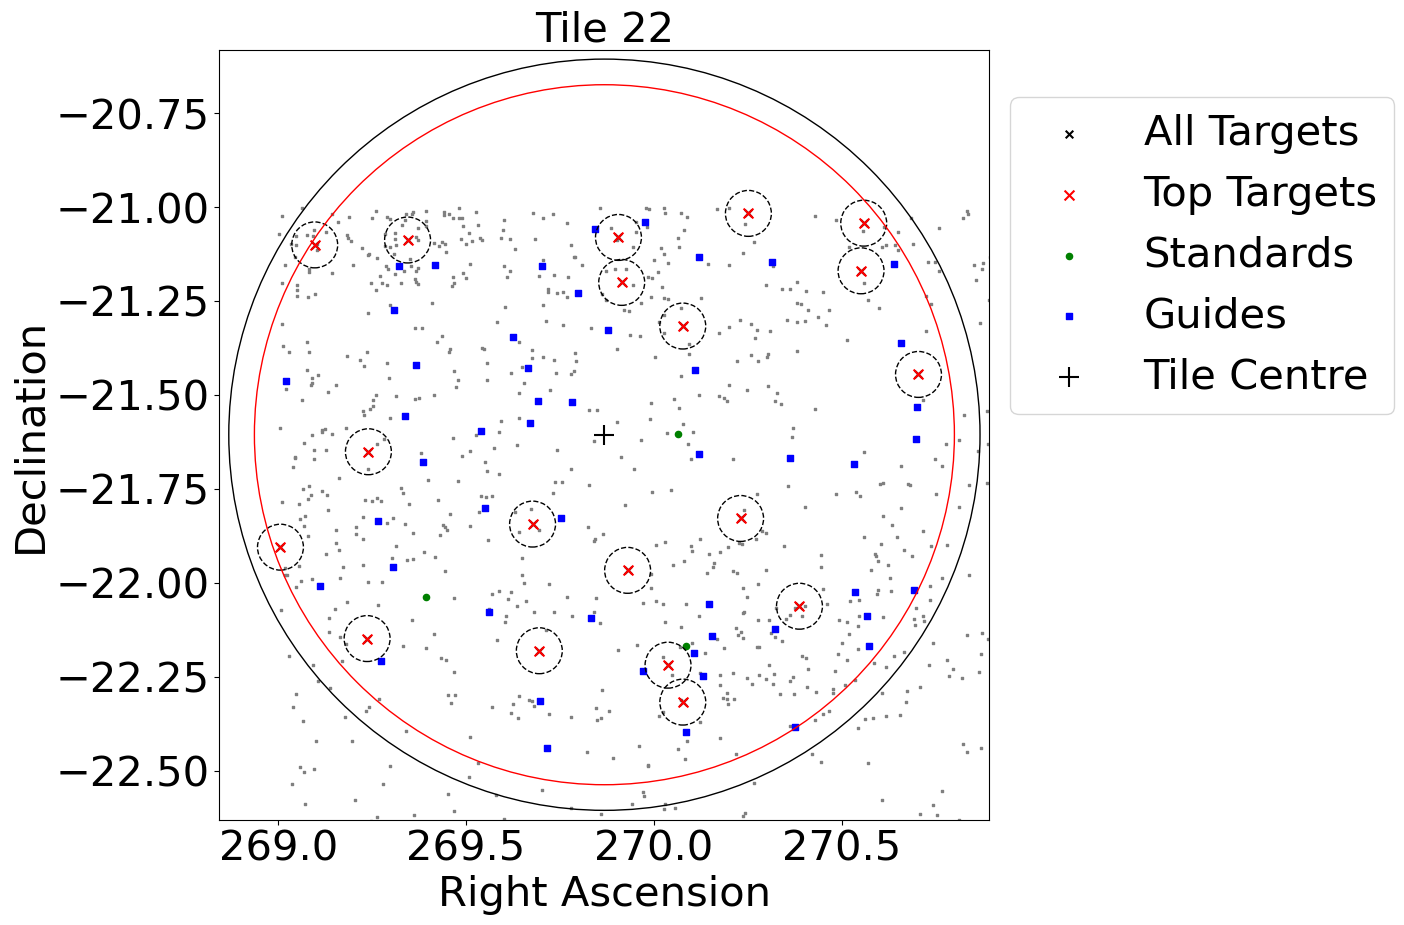 Tile 22
−20.75
−21.00
−21.25
−21.50
−21.75
−22.00
−22.25
−22.50
Declination
269.0 269.5 270.0 270.5
Right Ascension
All Targets
Top Targets
Standards
Guides
Tile Centre